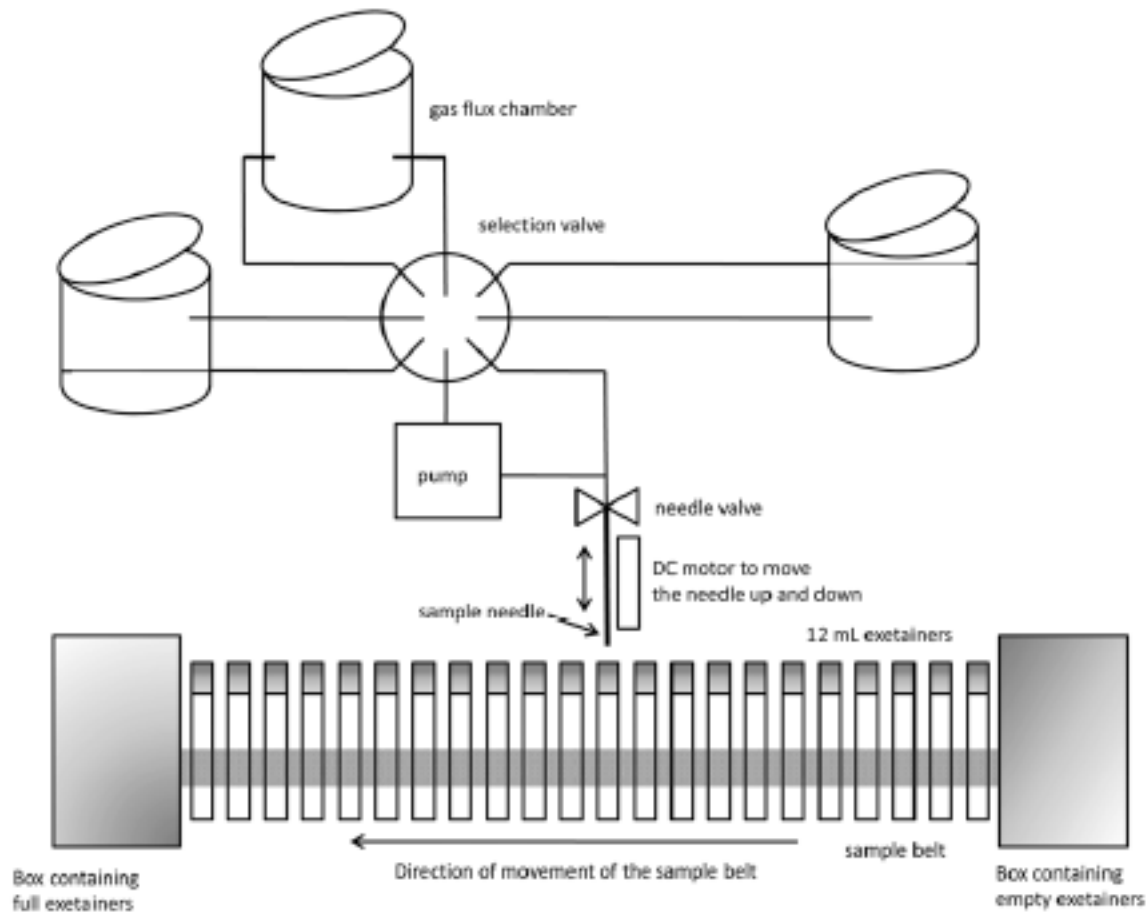 gas flux chamber
selection valve
pump
needle valve
DC motor to move
the needle up and down
sample needle
12 mL exetainers
sample belt
Direction of movement of the sample belt
Box containing
full exetainers
Box containing
empty exetainers